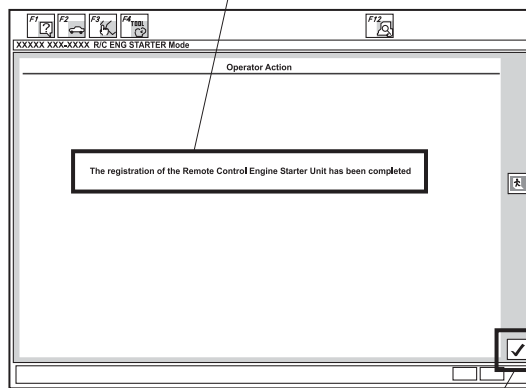 F1 F2 F3 F4 TOOL F12
XXXXX XXX-XXXX R/C ENG STARTER Mode
Operator Action
The registration of the Remote Control Engine Starter Unit has been completed